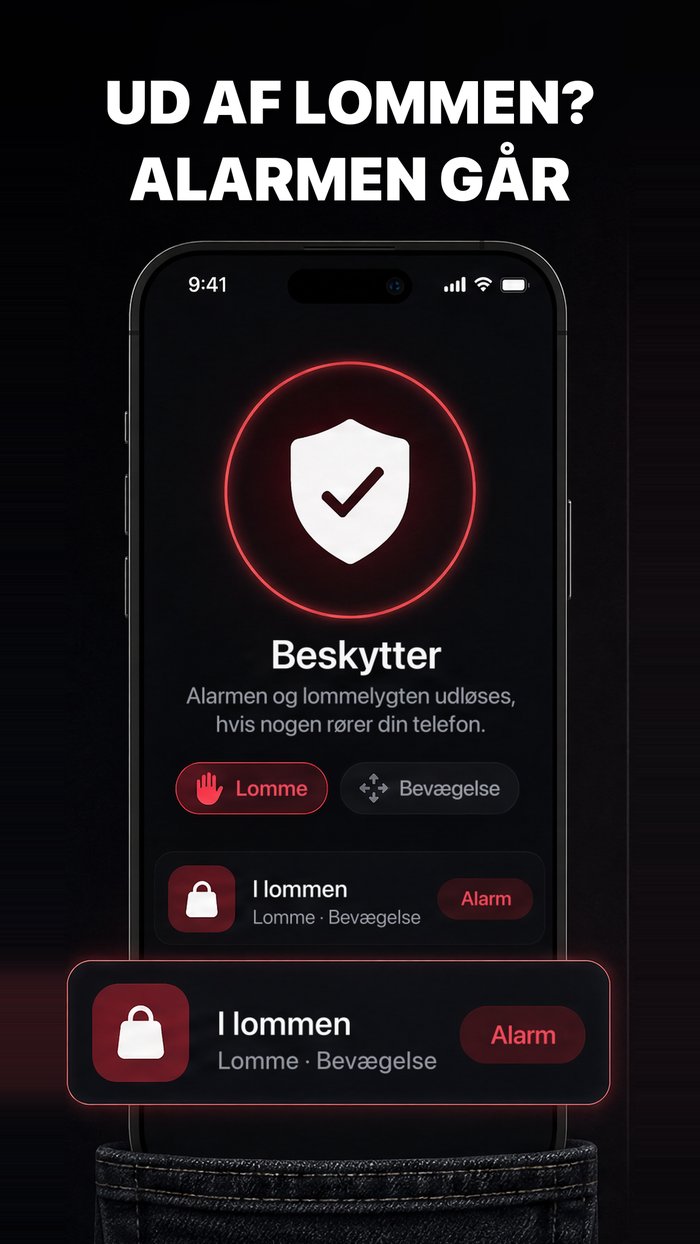 UD AF LOMMEN?
ALARMEN GÅR
9:41
Beskytter
Alarmen og lommelygten udløses,
hvis nogen rører din telefon.
Lomme
Bevægelse
I lommen
Lomme · Bevægelse
Alarm
I lommen
Lomme · Bevægelse
Alarm